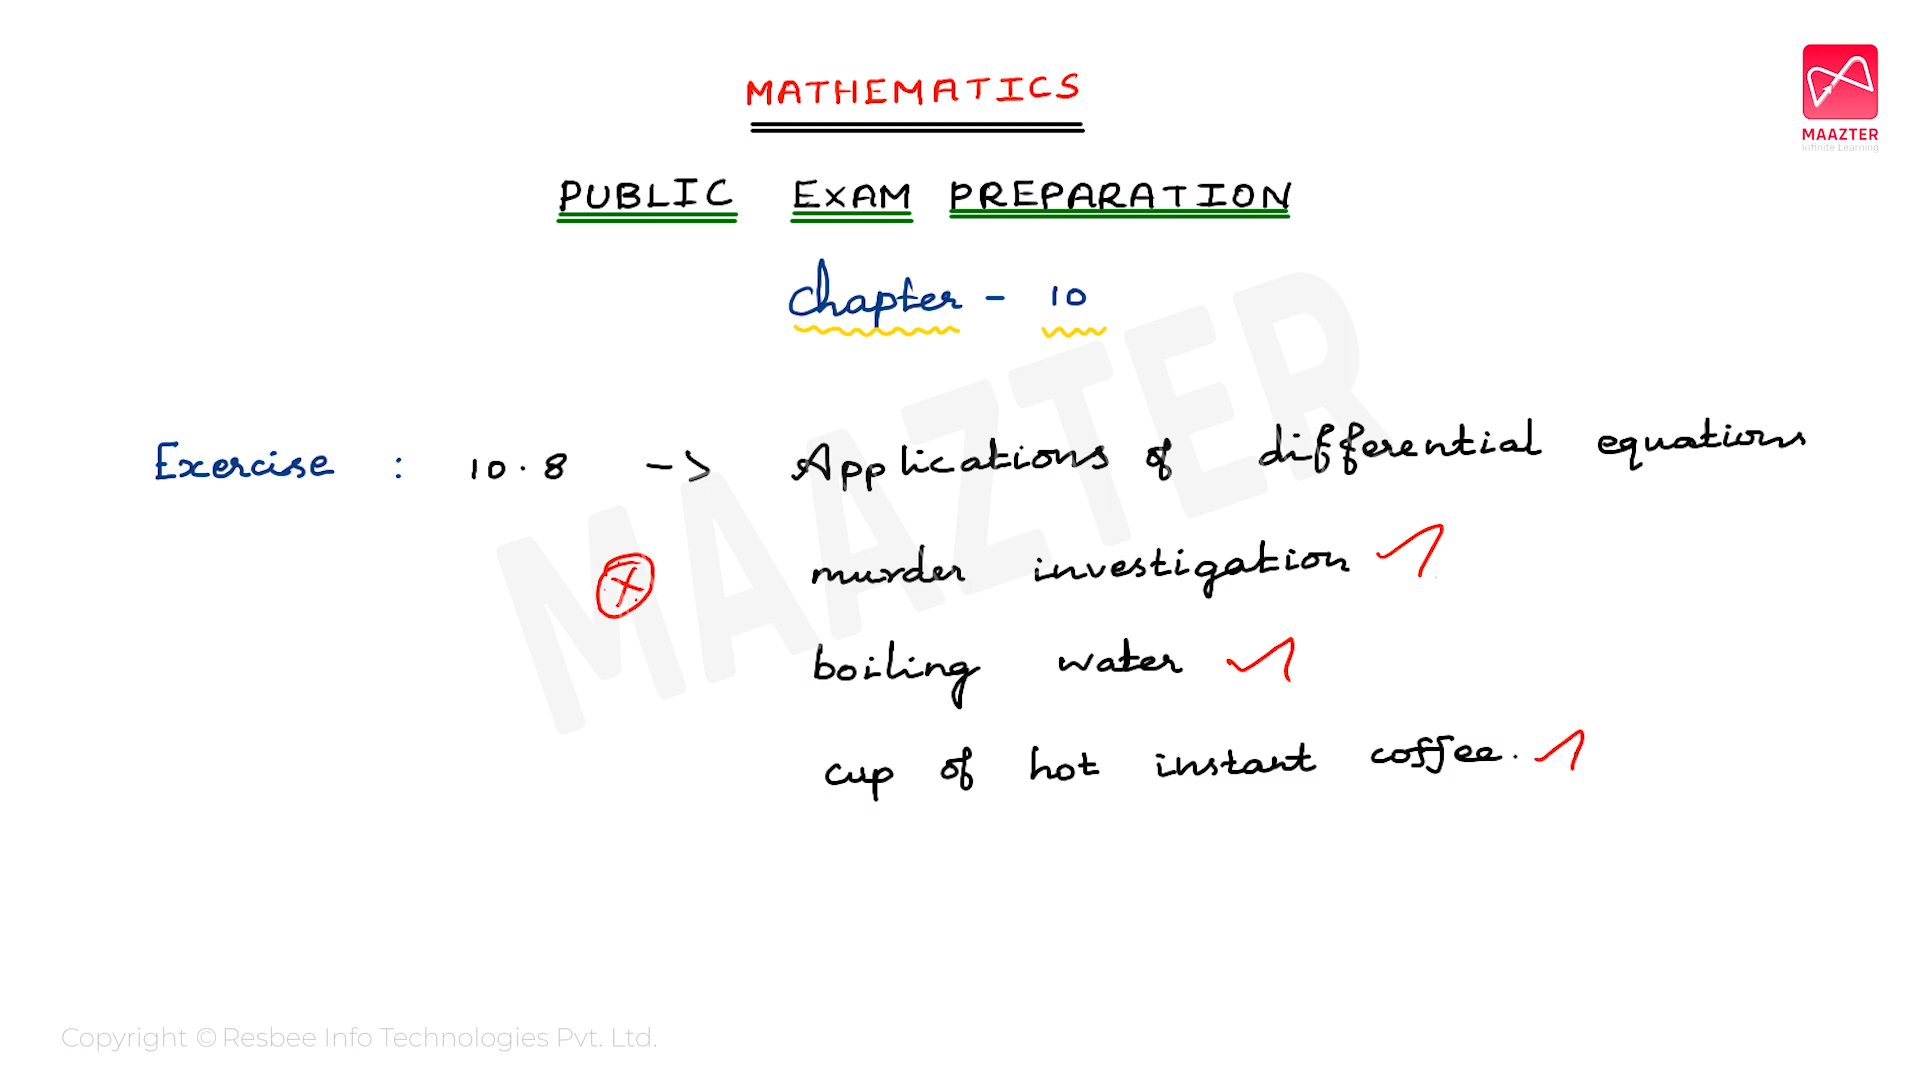 MATHEMATICS
MAAZTER
Infinite Learning
PUBLIC EXAM PREPARATION
Chapter - 10
Exercise : 10.8 -> Applications of differential equations
murder investigation
boiling water
cup of hot instant coffee.
MAAZTER
Copyright © Resbee Info Technologies Pvt. Ltd.